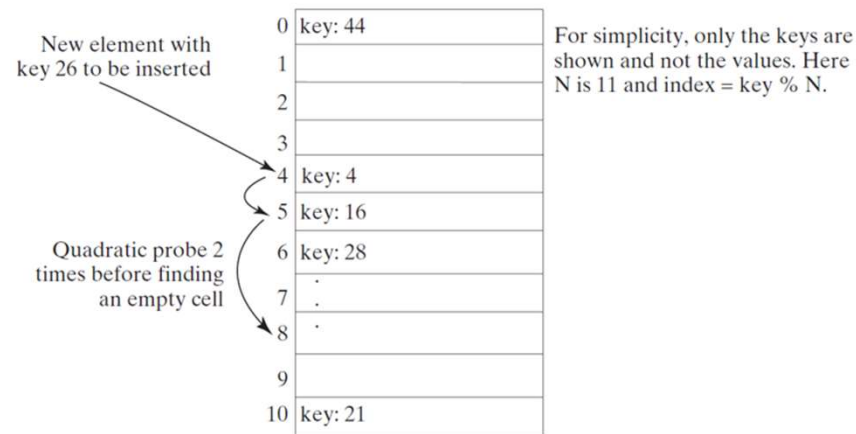 New element with
key 26 to be inserted
0 key: 44
1
2
3
4 key: 4
5 key: 16
6 key: 28
7 .
.
8 .
9
10 key: 21
Quadratic probe 2
times before finding
an empty cell
For simplicity, only the keys are
shown and not the values. Here
N is 11 and index = key % N.